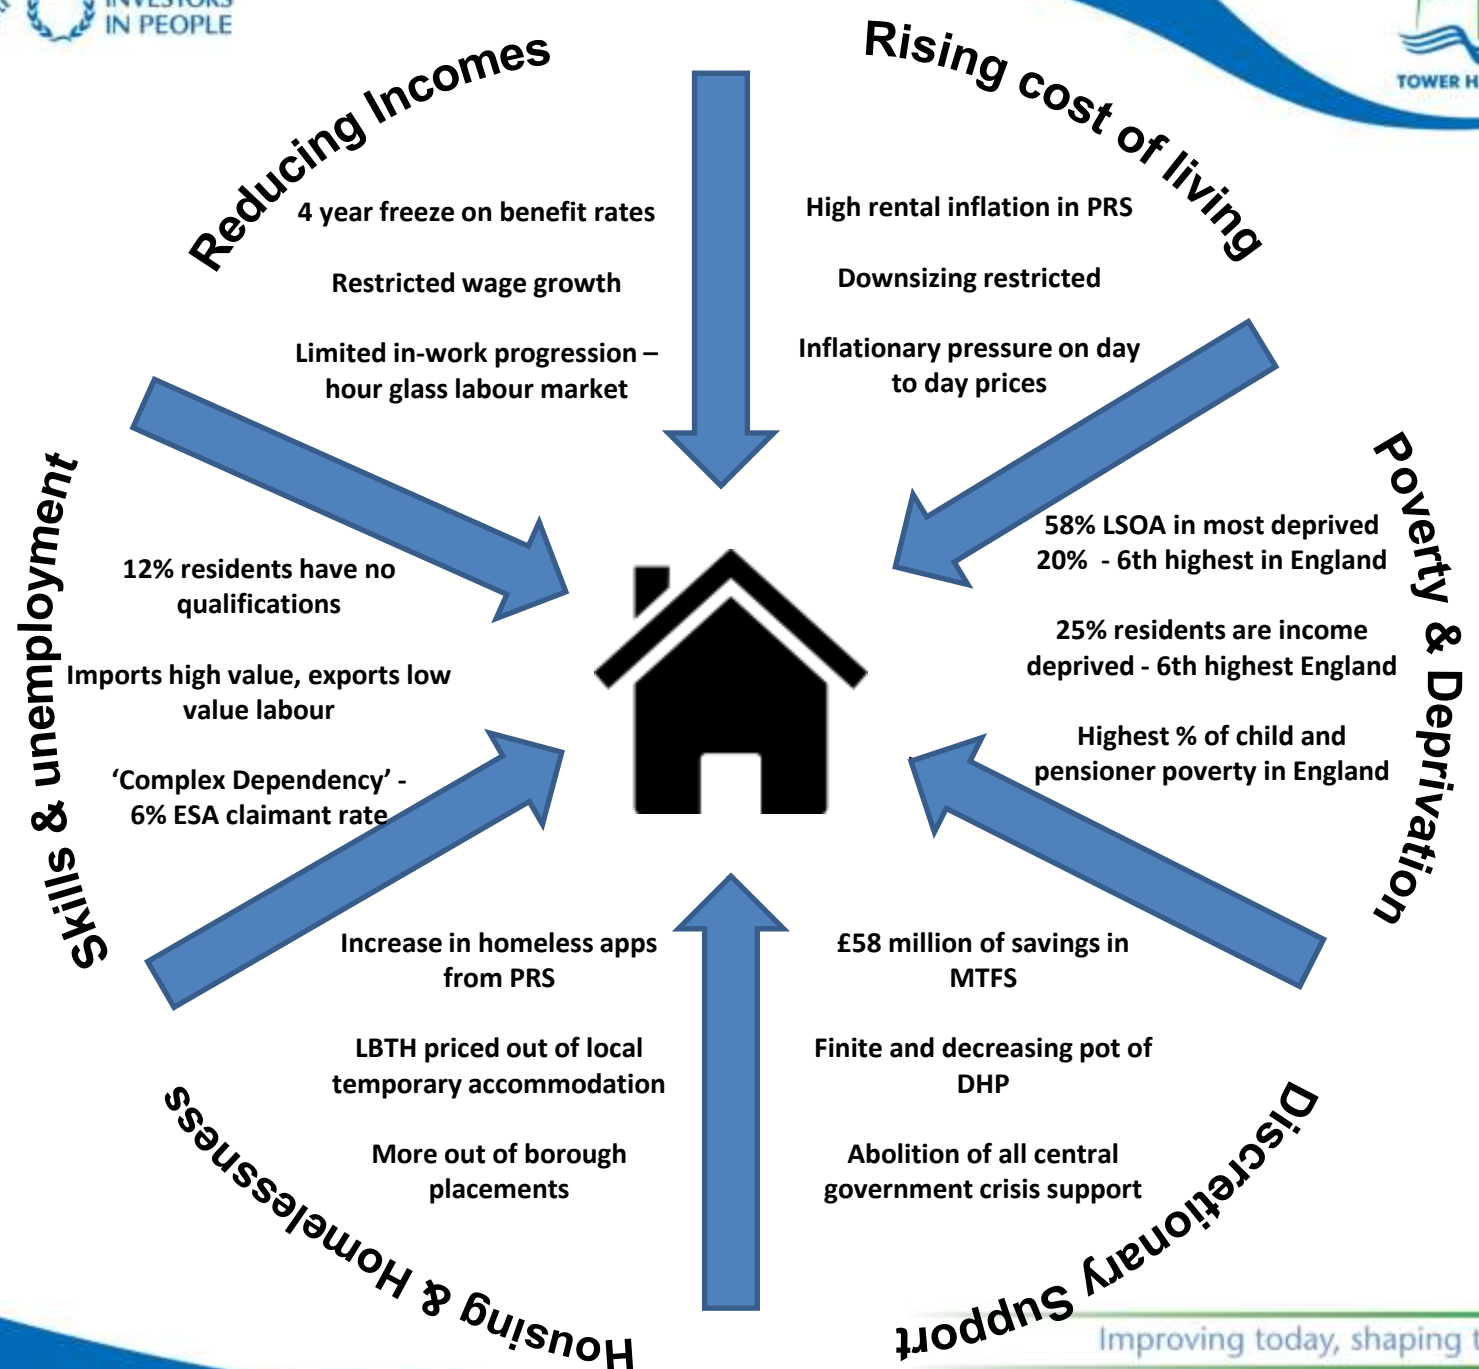 INVESTORS
IN PEOPLE
TOWER H
Reducing Incomes
4 year freeze on benefit rates
Restricted wage growth
Limited in-work progression –
hour glass labour market
Rising cost of living
High rental inflation in PRS
Downsizing restricted
Inflationary pressure on day
to day prices
Poverty & Deprivation
58% LSOA in most deprived
20%  - 6th highest in England
25% residents are income
deprived - 6th highest England
Highest % of child and
pensioner poverty in England
Skills & unemployment
12% residents have no
qualifications
Imports high value, exports low
value labour
‘Complex Dependency’ -
6% ESA claimant rate
Housing & Homelessness
Increase in homeless apps
from PRS
LBTH priced out of local
temporary accommodation
More out of borough
placements
Discretionary Support
£58 million of savings in
MTFS
Finite and decreasing pot of
DHP
Abolition of all central
government crisis support
Improving today, shaping t